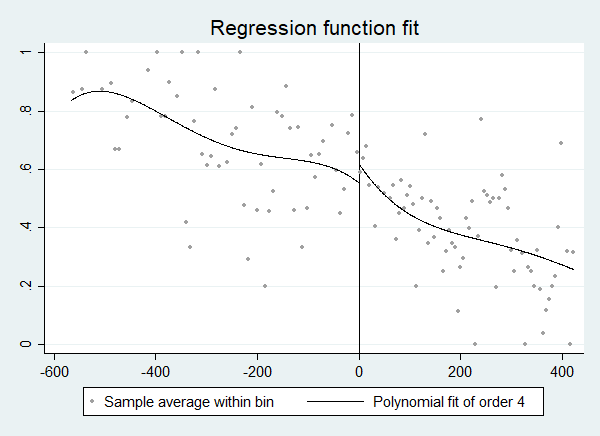 Regression function fit
1
.8
.6
.4
.2
0
-600 -400 -200 0 200 400
Sample average within bin Polynomial fit of order 4